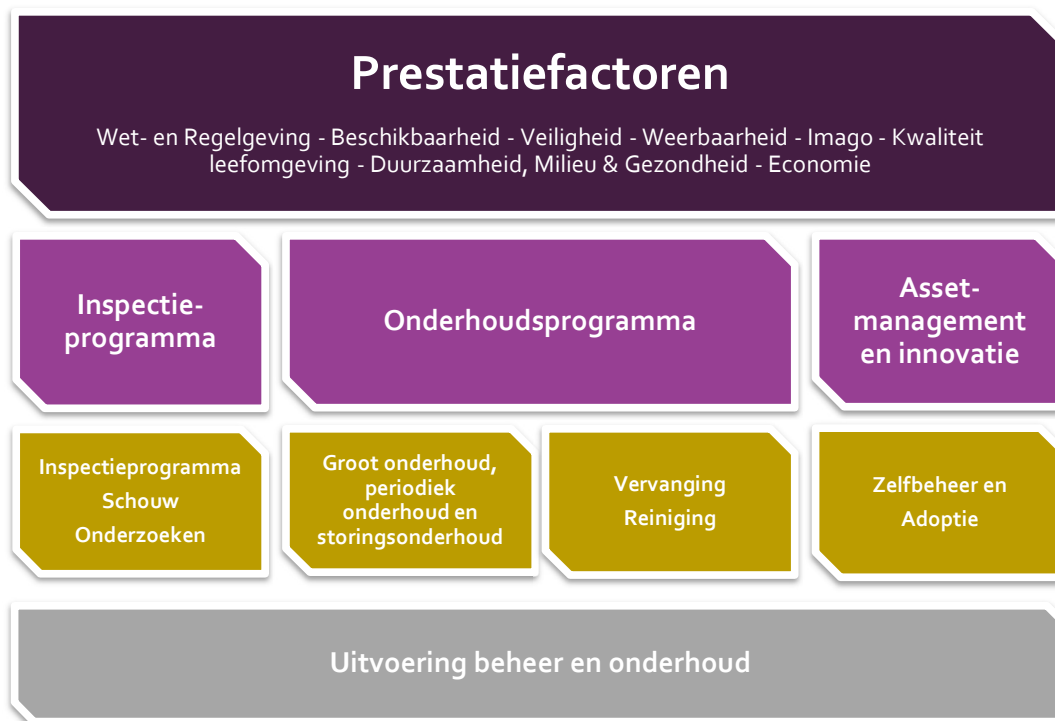 Prestatiefactoren
Wet- en Regelgeving - Beschikbaarheid - Veiligheid - Weerbaarheid - Imago - Kwaliteit
leefomgeving - Duurzaamheid, Milieu & Gezondheid - Economie
Inspectie-
programma
Onderhoudsprogramma
Asset-
management
en innovatie
Inspectieprogramma
Schouw
Onderzoeken
Groot onderhoud,
periodiek
onderhoud en
storingsonderhoud
Vervanging
Reiniging
Zelfbeheer en
Adoptie
Uitvoering beheer en onderhoud